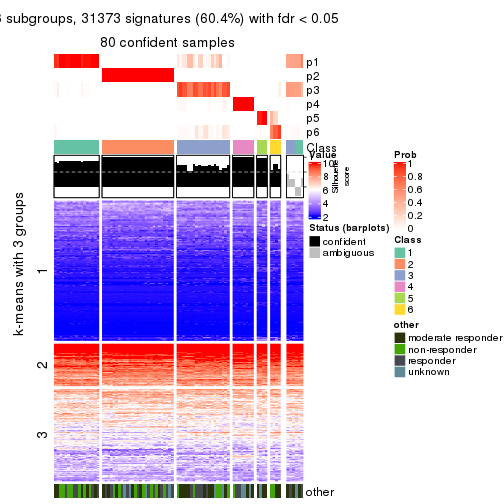 subgroups, 31373 signatures (60.4%) with fdr < 0.05
80 confident samples
p1
p2
p3
p4
p5
p6
Class
k-means with 3 groups
1
2
3
other
Value
10
8
6
4
2
Silhouette
score
Status (barplots)
confident
ambiguous
Prob
1
0.8
0.6
0.4
0.2
0
Class
1
2
3
4
5
6
other
moderate responder
non-responder
responder
unknown